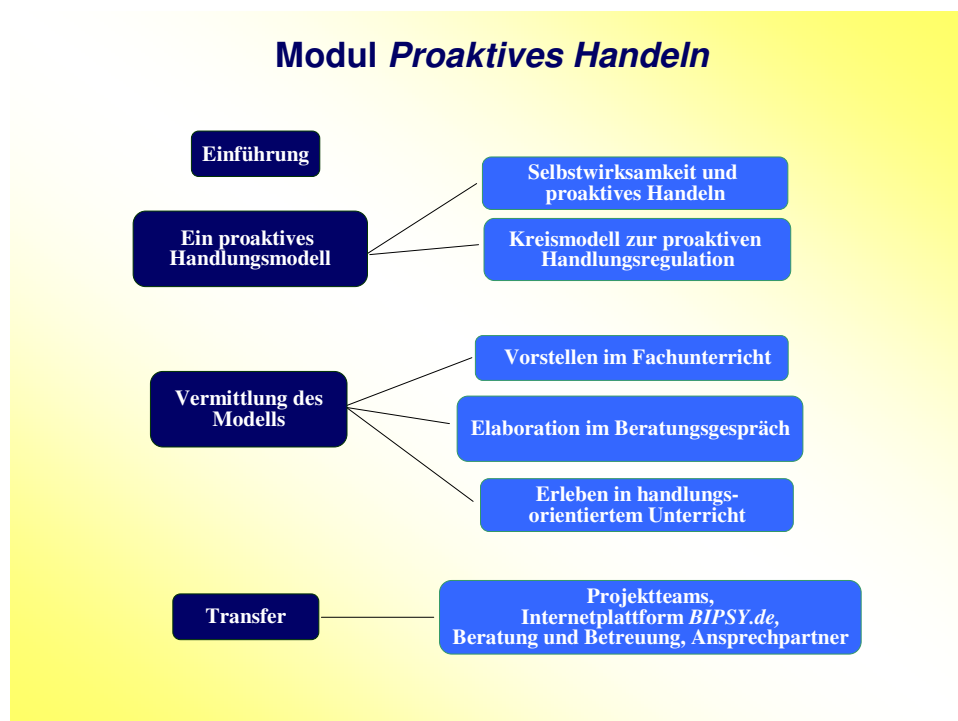 Modul Proaktives Handeln
Einführung
Ein proaktives
Handlungsmodell
Selbstwirksamkeit und
proaktives Handeln
Kreismodell zur proaktiven
Handlungsregulation
Vermittlung des
Modells
Vorstellen im Fachunterricht
Elaboration im Beratungsgespräch
Erleben in handlungs-
orientiertem Unterricht
Transfer
Projektteams,
Internetplattform BIPSY.de,
Beratung und Betreuung, Ansprechpartner